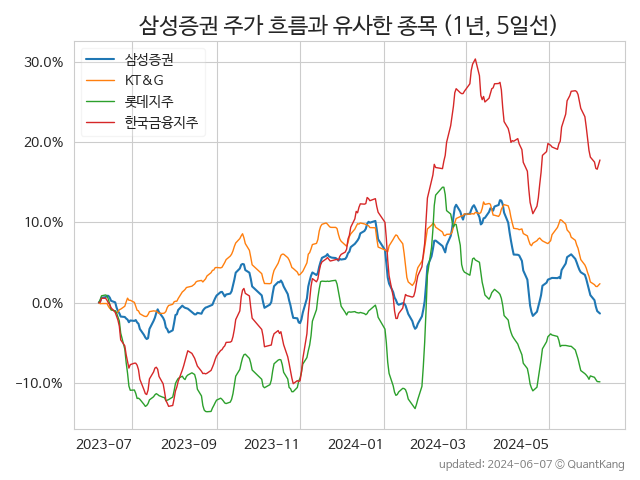 삼성증권 주가 흐름과 유사한 종목 (1년, 5일선)
삼성증권
KT&G
롯데지주
한국금융지주
30.0%
20.0%
10.0%
0.0%
−10.0%
2023-07
2023-09
2023-11
2024-01
2024-03
2024-05
updated: 2024-06-07 © QuantKang